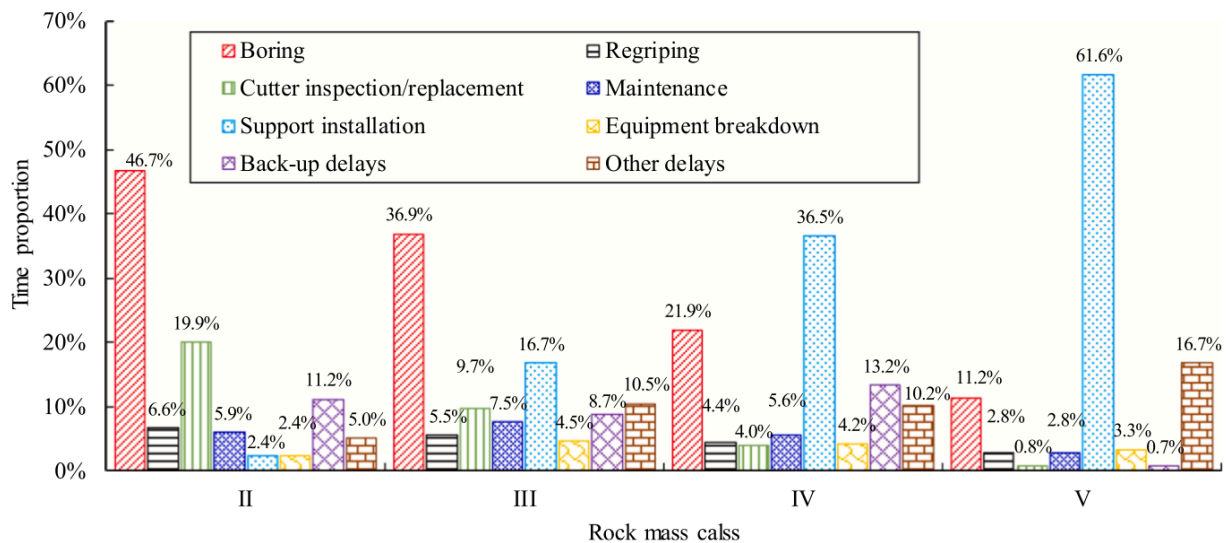 70%
60%
50%
40%
30%
20%
10%
0%
Time proportion
Boring
Regriping
Cutter inspection/replacement
Maintenance
Support installation
Equipment breakdown
Back-up delays
Other delays
46.7%
6.6%
19.9%
5.9%
2.4%
2.4%
11.2%
5.0%
36.9%
5.5%
9.7%
7.5%
16.7%
4.5%
8.7%
10.5%
21.9%
4.4%
4.0%
5.6%
36.5%
4.2%
13.2%
10.2%
11.2%
2.8%
0.8%
2.8%
61.6%
3.3%
0.7%
16.7%
II
III
IV
V
Rock mass calss